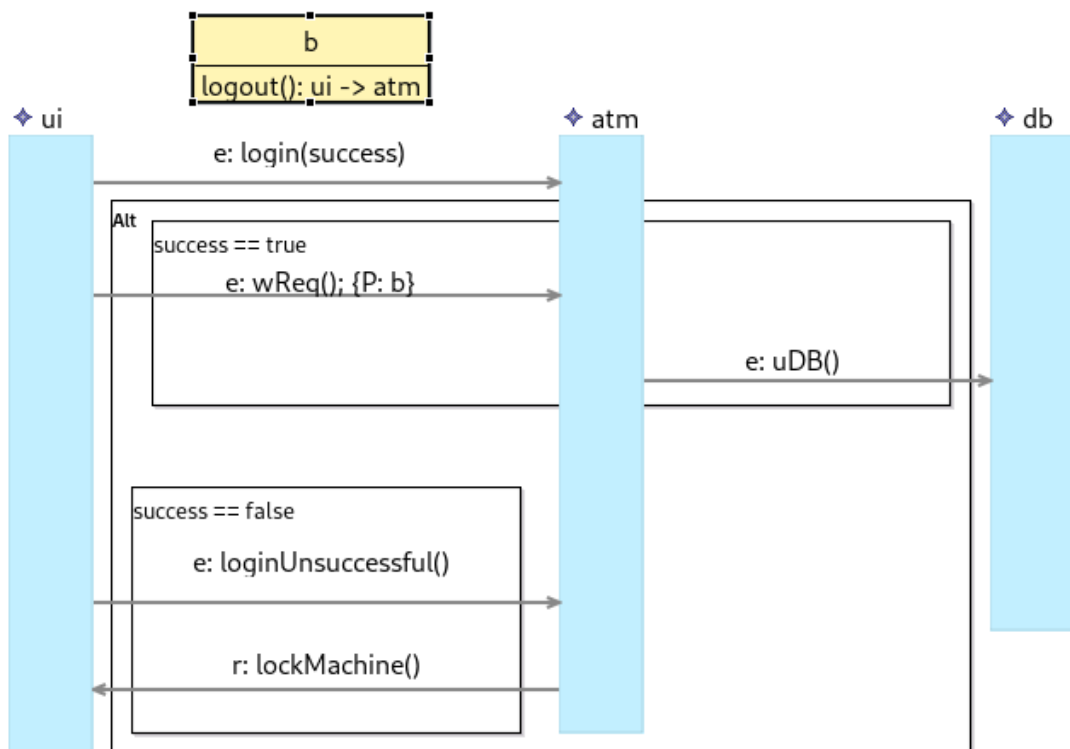 b
logout(): ui -> atm
ui
atm
db
e: login(success)
Alt
success == true
e: wReq(); {P: b}
e: uDB()
success == false
e: loginUnsuccessful()
r: lockMachine()